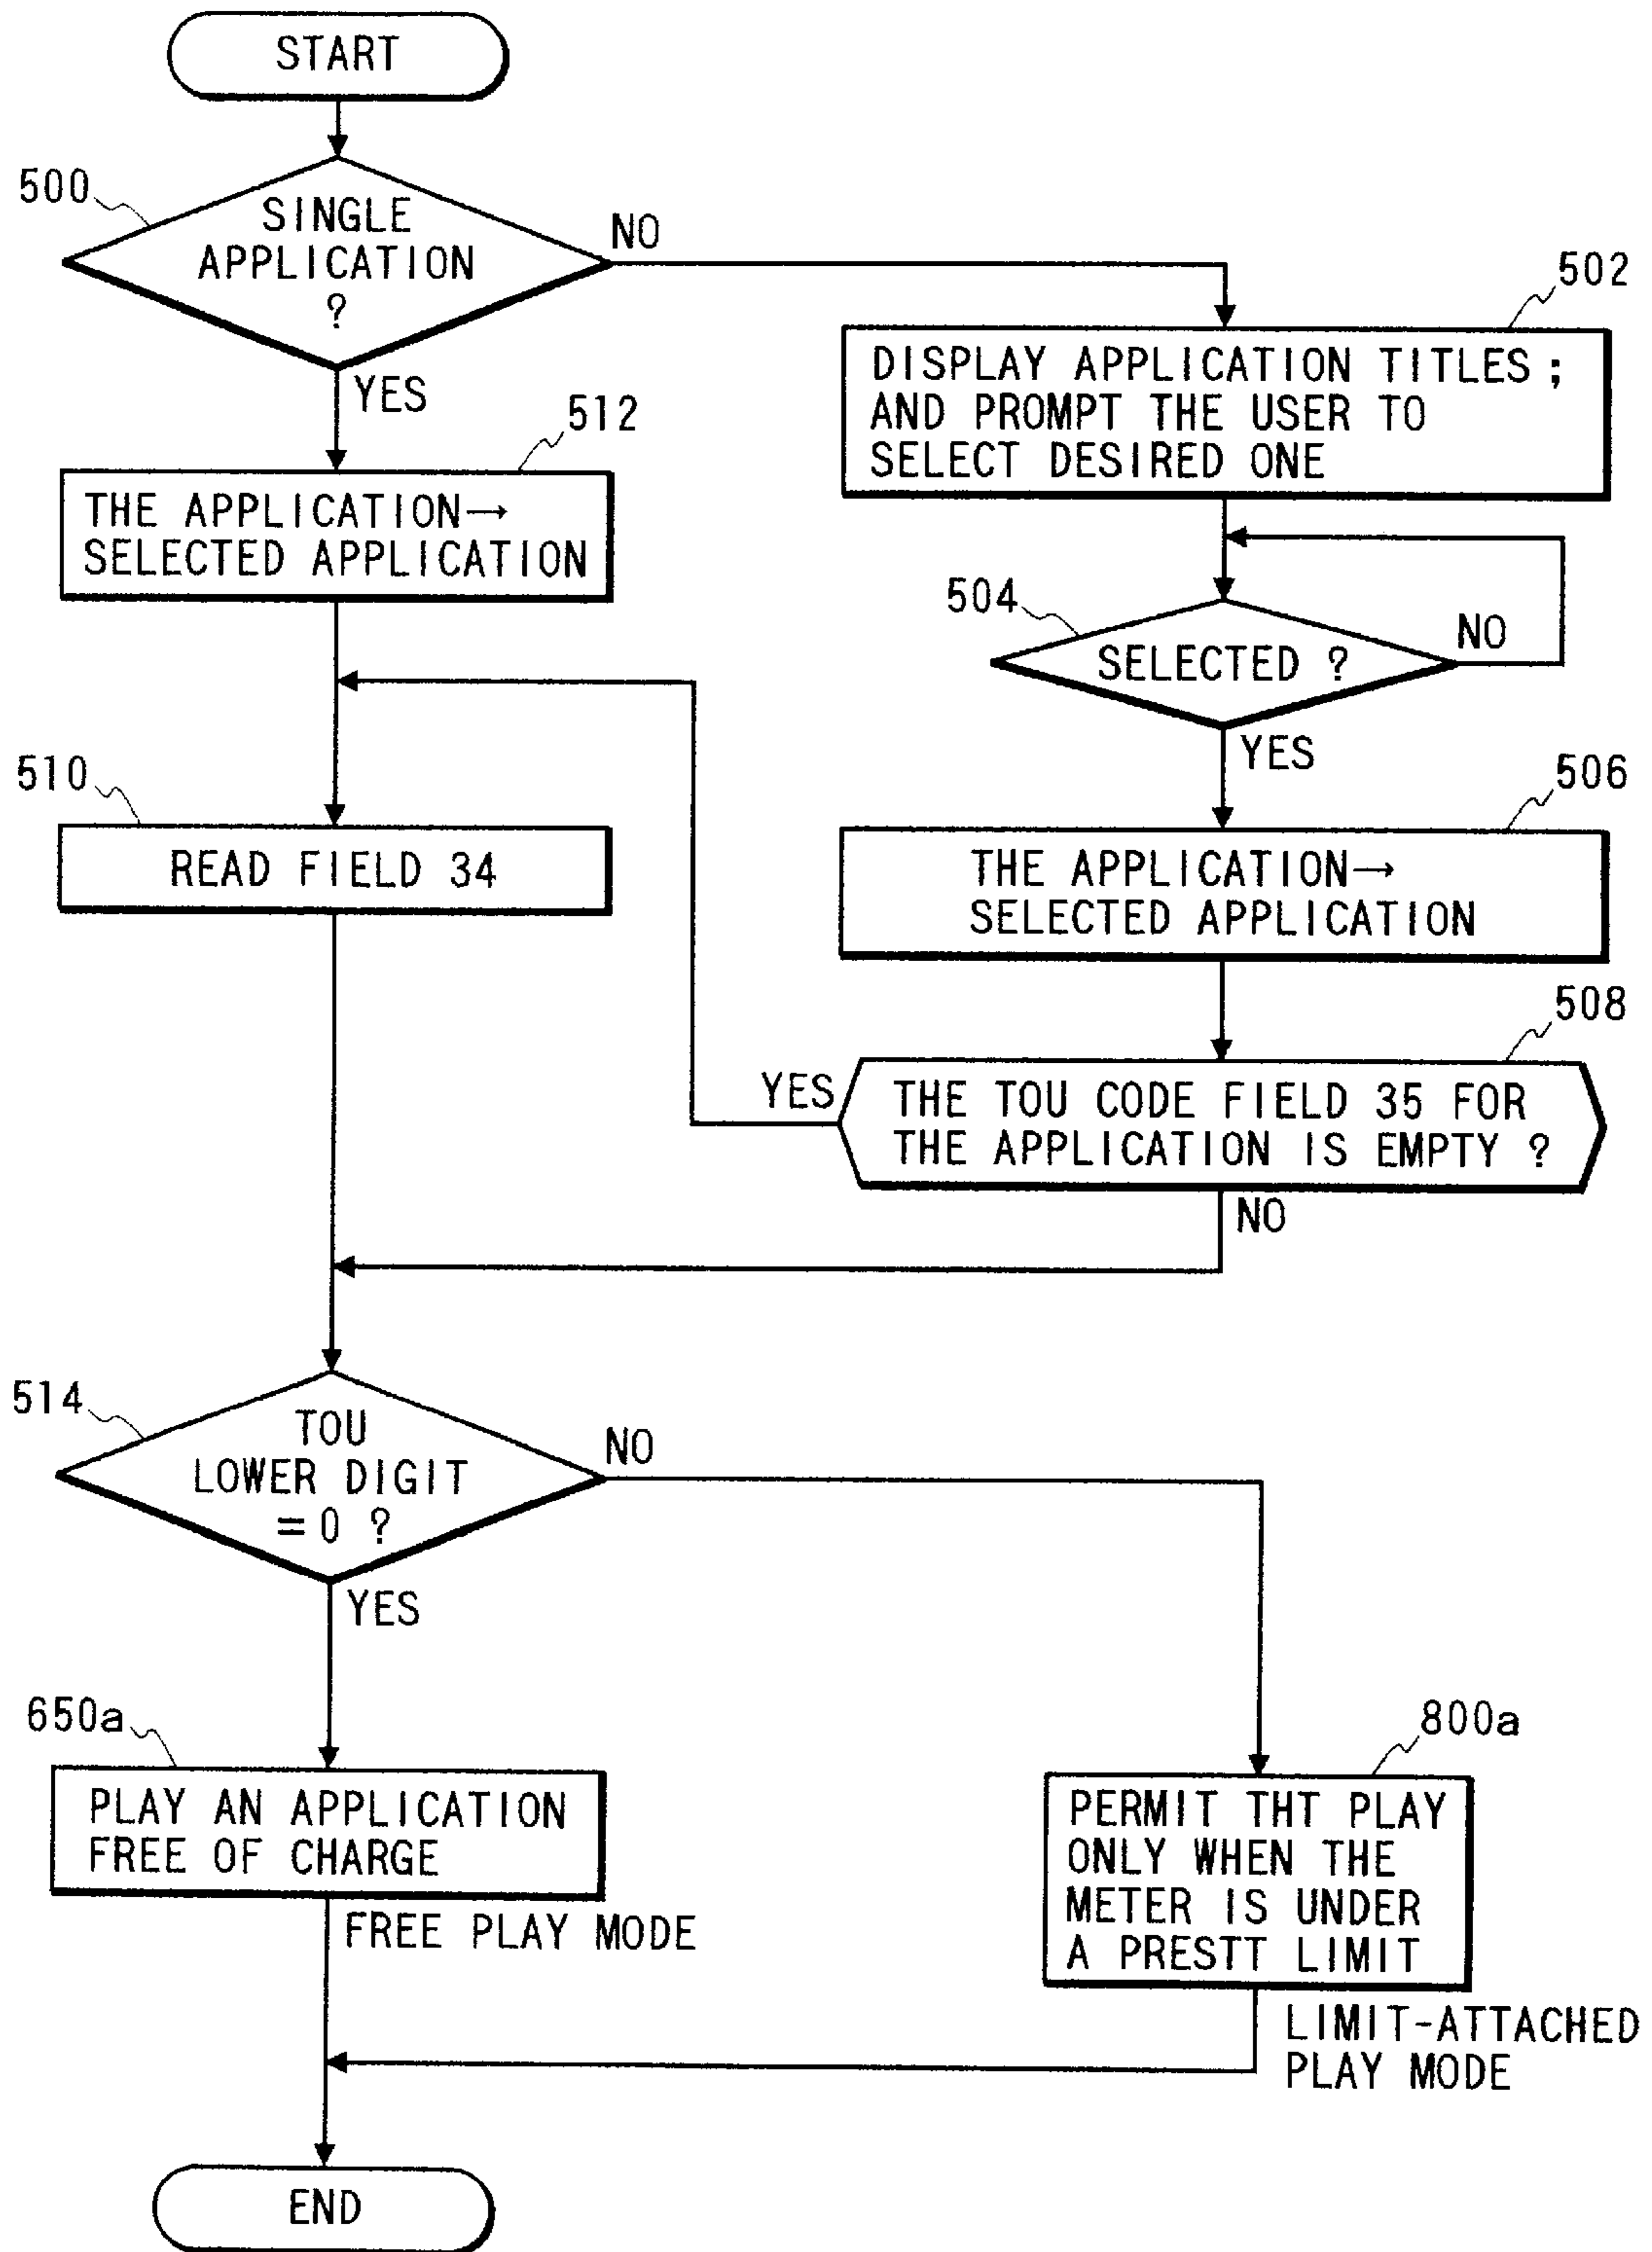 START
500
SINGLE
APPLICATION
?
NO
YES
502
DISPLAY APPLICATION TITLES;
AND PROMPT THE USER TO
SELECT DESIRED ONE
512
THE APPLICATION→
SELECTED APPLICATION
504
SELECTED ?
NO
YES
510
READ FIELD 34
506
THE APPLICATION→
SELECTED APPLICATION
508
YES
THE TOU CODE FIELD 35 FOR
THE APPLICATION IS EMPTY ?
NO
514
TOU
LOWER DIGIT
=0 ?
NO
YES
650a
PLAY AN APPLICATION
FREE OF CHARGE
FREE PLAY MODE
800a
PERMIT THT PLAY
ONLY WHEN THE
METER IS UNDER
A PRESTT LIMIT
LIMIT-ATTACHED
PLAY MODE
END